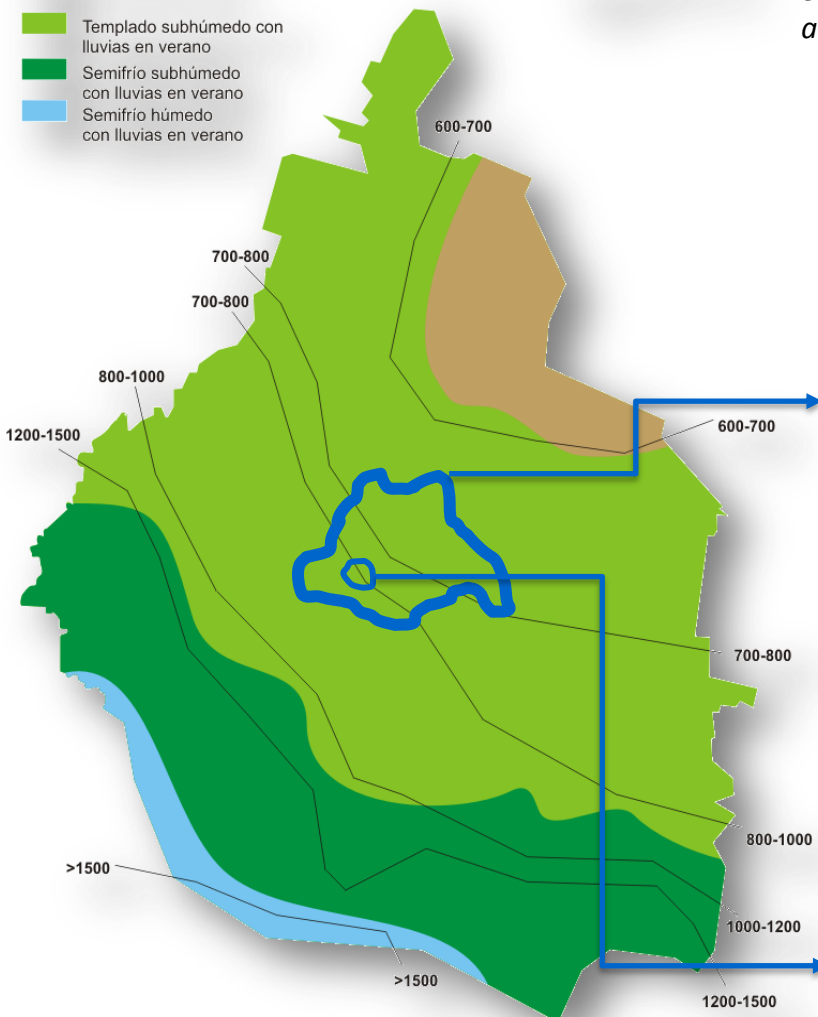 a
Templado subhúmedo con
lluvias en verano
Semifrío subhúmedo
con lluvias en verano
Semifrío húmedo
con lluvias en verano
600-700
700-800
700-800
800-1000
1200-1500
600-700
700-800
800-1000
>1500
1000-1200
>1500
1200-1500